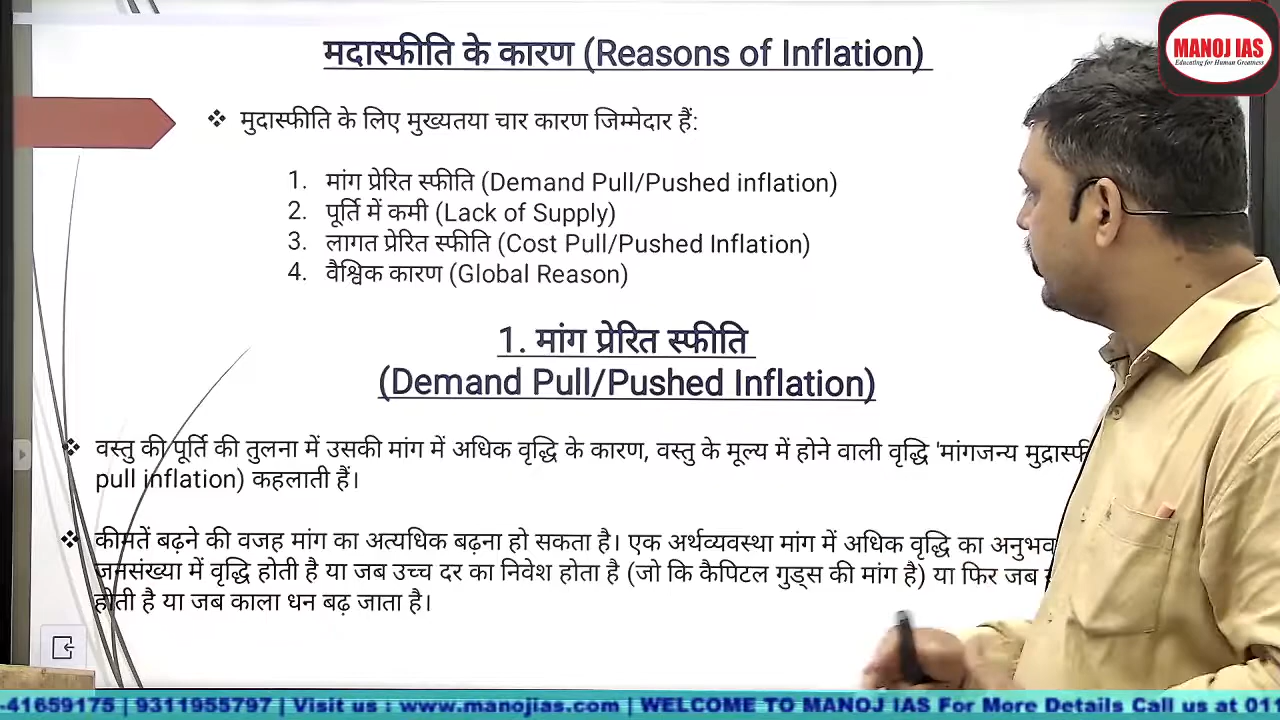 MANOJ IAS
Educating for Human Greatness
मदास्फीति के कारण (Reasons of Inflation)
❖ मुदास्फीति के लिए मुख्यतया चार कारण जिम्मेदार हैं:
1. मांग प्रेरित स्फीति (Demand Pull/Pushed inflation)
2. पूर्ति में कमी (Lack of Supply)
3. लागत प्रेरित स्फीति (Cost Pull/Pushed Inflation)
4. वैश्विक कारण (Global Reason)
1. मांग प्रेरित स्फीति
(Demand Pull/Pushed Inflation)
❖ वस्तु की पूर्ति की तुलना में उसकी मांग में अधिक वृद्धि के कारण, वस्तु के मूल्य में होने वाली वृद्धि 'मांगजन्य
pull inflation) कहलाती हैं।
❖ कीमतें बढ़ने की वजह मांग का अत्यधिक बढ़ना हो सकता है। एक अर्थव्यवस्था मांग में अधिक वृद्धि का
जनसंख्या में वृद्धि होती है या जब उच्च दर का निवेश होता है (जो कि कैपिटल गुड्स की मांग है) या फिर जब
होती है या जब काला धन बढ़ जाता है।
-41659175 | 9311955797 | Visit us : www.manojias.com | WELCOME TO MANOJ IAS For More Details Call us at 011